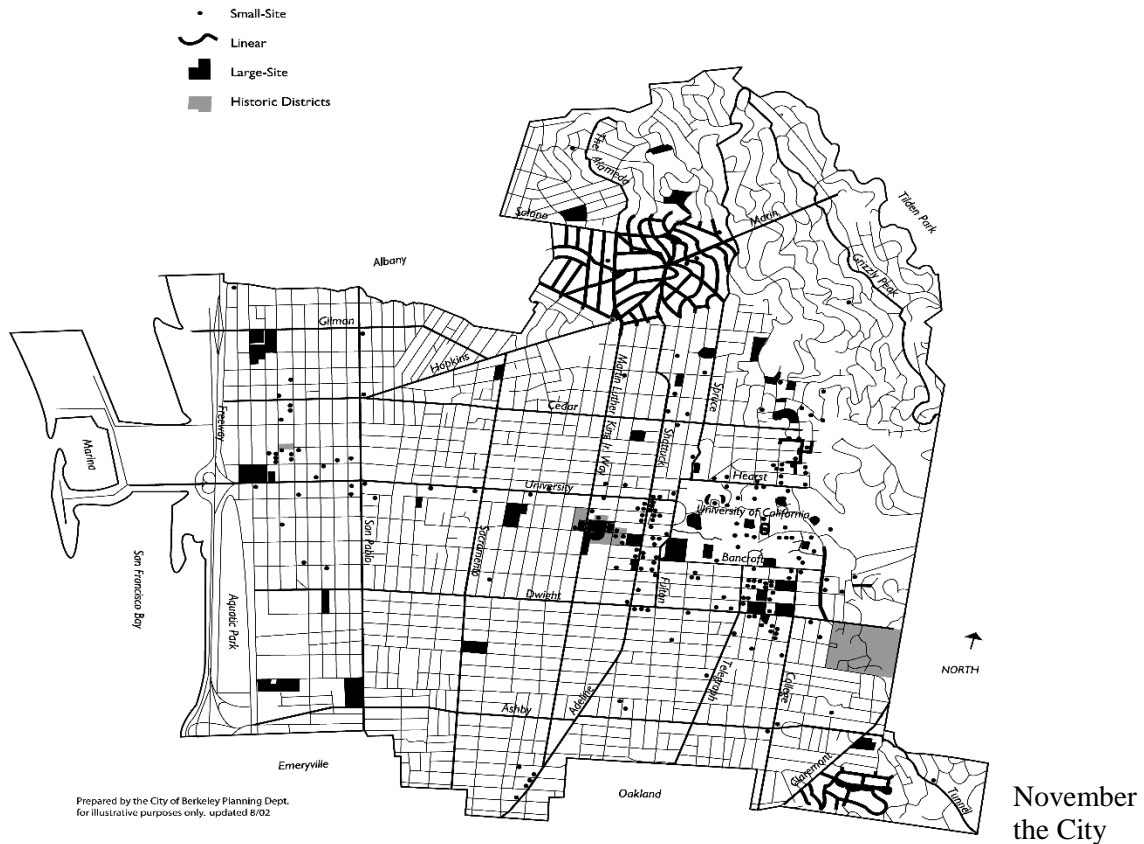 Small-Site
Linear
Large-Site
Historic Districts
The Alameda
Solano
Marin
Tilden Park
Grizzly Peak
Albany
Gilman
Hopkins
Martin Luther King Jr. Way
Spruce
Cedar
Shattuck
Freeway
Marina
Hearst
University
University of California
San Pablo
Sacramento
Bancroft
San Francisco Bay
Aquatic Park
Dwight
Fulton
NORTH
Telegraph
College
Adeline
Ashby
Claremont
Tunnel
Emeryville
Oakland
Prepared by the City of Berkeley Planning Dept.
for illustrative purposes only. updated 8/02
November
the City